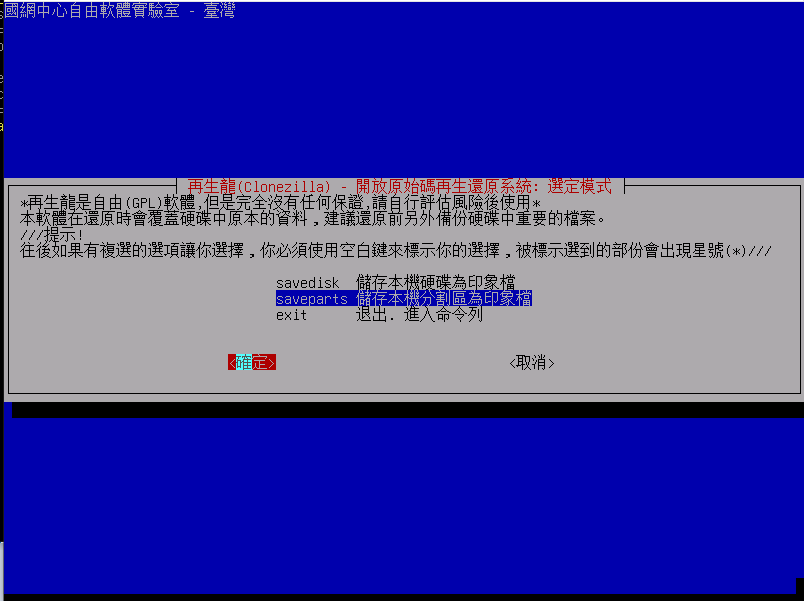 國網中心自由軟體實驗室 - 臺灣
再生龍(Clonezilla) - 開放原始碼再生還原系統: 選定模式
*再生龍是自由(GPL)軟體,但是完全沒有任何保證,請自行評估風險後使用*
本軟體在還原時會覆蓋硬碟中原本的資料，建議還原前另外備份硬碟中重要的檔案。
///提示!
往後如果有複選的選項讓你選擇，你必須使用空白鍵來標示你的選擇，被標示選到的部份會出現星號(*)///
savedisk 儲存本機硬碟為印象檔
saveparts 儲存本機分割區為印象檔
exit 退出. 進入命令列
<確定> <取消>